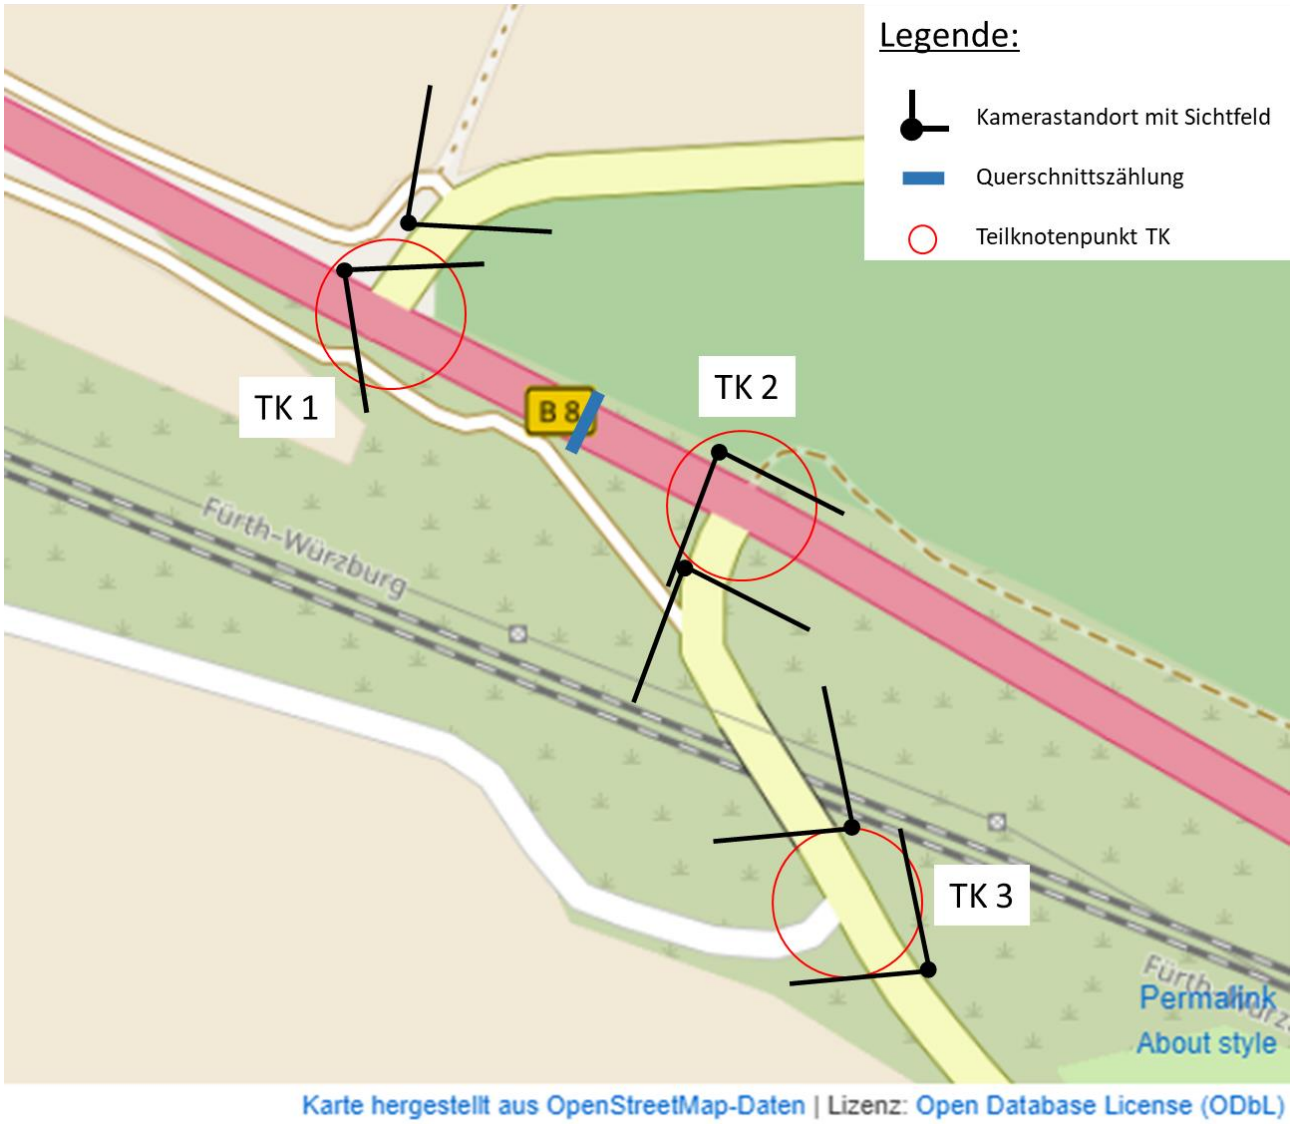 Legende:
Kamerastandort mit Sichtfeld
Querschnittszählung
Teilknotenpunkt TK
TK 1
B 8
TK 2
Fürth-Würzburg
TK 3
Permalink
About style
Karte hergestellt aus OpenStreetMap-Daten | Lizenz: Open Database License (ODbL)